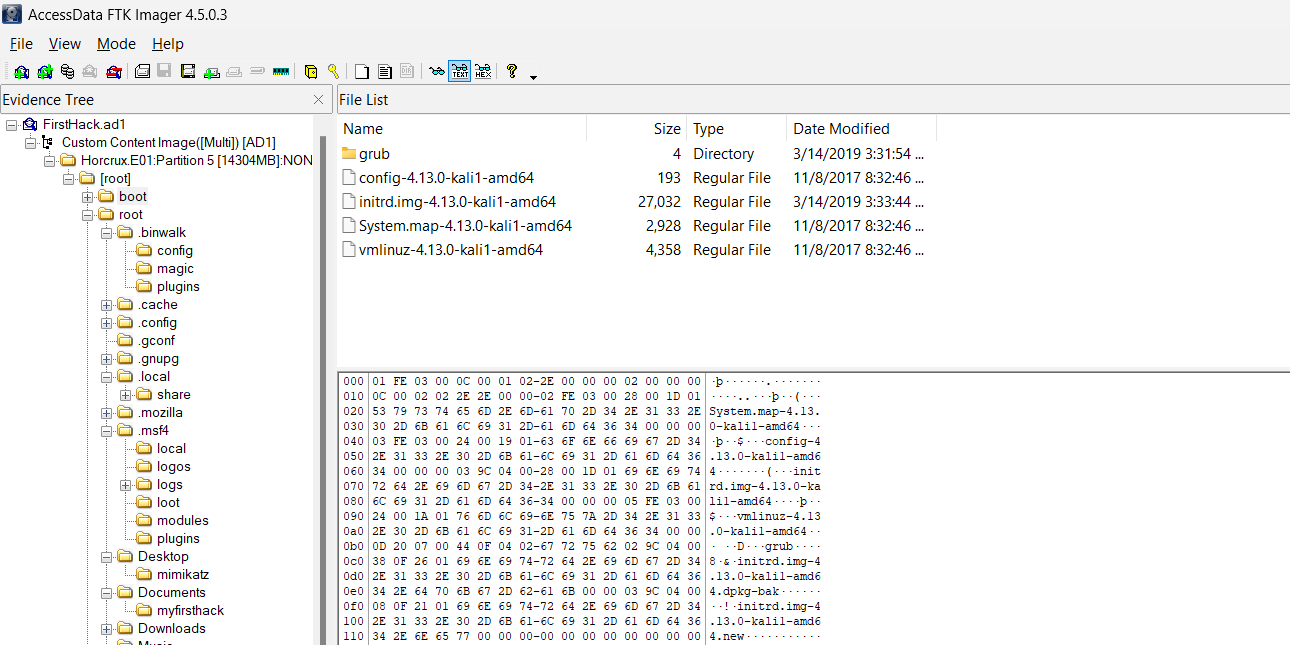 AccessData FTK Imager 4.5.0.3
File View Mode Help
Evidence Tree
FirstHack.ad1
Custom Content Image([Multi]) [AD1]
Horcrux.E01:Partition 5 [14304MB]:NON
[root]
boot
root
.binwalk
config
magic
plugins
.cache
.config
.gconf
.gnupg
.local
share
.mozilla
.msf4
local
logos
logs
loot
modules
plugins
Desktop
mimikatz
Documents
myfirsthack
Downloads
File List
Name Size Type Date Modified
grub 4 Directory 3/14/2019 3:31:54 ...
config-4.13.0-kali1-amd64 193 Regular File 11/8/2017 8:32:46 ...
initrd.img-4.13.0-kali1-amd64 27,032 Regular File 3/14/2019 3:33:44 ...
System.map-4.13.0-kali1-amd64 2,928 Regular File 11/8/2017 8:32:46 ...
vmlinuz-4.13.0-kali1-amd64 4,358 Regular File 11/8/2017 8:32:46 ...
000 01 FE 03 00 0C 00 01 02-2E 00 00 00 02 00 00 00 ·þ······.·······
010 0C 00 02 02 2E 2E 00 00-02 FE 03 00 28 00 1D 01 ····..···þ··(···
020 53 79 73 74 65 6D 2E 6D-61 70 2D 34 2E 31 33 2E System.map-4.13.
030 30 2D 6B 61 6C 69 31 2D-61 6D 64 36 34 00 00 00 0-kali1-amd64···
040 03 FE 03 00 24 00 19 01-63 6F 6E 66 69 67 2D 34 ·þ··$···config-4
050 2E 31 33 2E 30 2D 6B 61-6C 69 31 2D 61 6D 64 36 .13.0-kali1-amd6
060 34 00 00 00 03 9C 04 00-28 00 1D 01 69 6E 69 74 4·······(···init
070 72 64 2E 69 6D 67 2D 34-2E 31 33 2E 30 2D 6B 61 rd.img-4.13.0-ka
080 6C 69 31 2D 61 6D 64 36-34 00 00 00 05 FE 03 00 li1-amd64····þ··
090 24 00 1A 01 76 6D 6C 69-6E 75 7A 2D 34 2E 31 33 $···vmlinuz-4.13
0a0 2E 30 2D 6B 61 6C 69 31-2D 61 6D 64 36 34 00 00 .0-kali1-amd64··
0b0 0D 20 07 00 44 0F 04 02-67 72 75 62 02 9C 04 00 · ··D···grub····
0c0 38 0F 26 01 69 6E 69 74-72 64 2E 69 6D 67 2D 34 8·&·initrd.img-4
0d0 2E 31 33 2E 30 2D 6B 61-6C 69 31 2D 61 6D 64 36 .13.0-kali1-amd6
0e0 34 2E 64 70 6B 67 2D 62-61 6B 00 00 03 9C 04 00 4.dpkg-bak······
0f0 08 0F 21 01 69 6E 69 74-72 64 2E 69 6D 67 2D 34 ··!·initrd.img-4
100 2E 31 33 2E 30 2D 6B 61-6C 69 31 2D 61 6D 64 36 .13.0-kali1-amd6
110 34 2E 6E 65 77 00 00 00-00 00 00 00 00 00 00 00 4.new···········